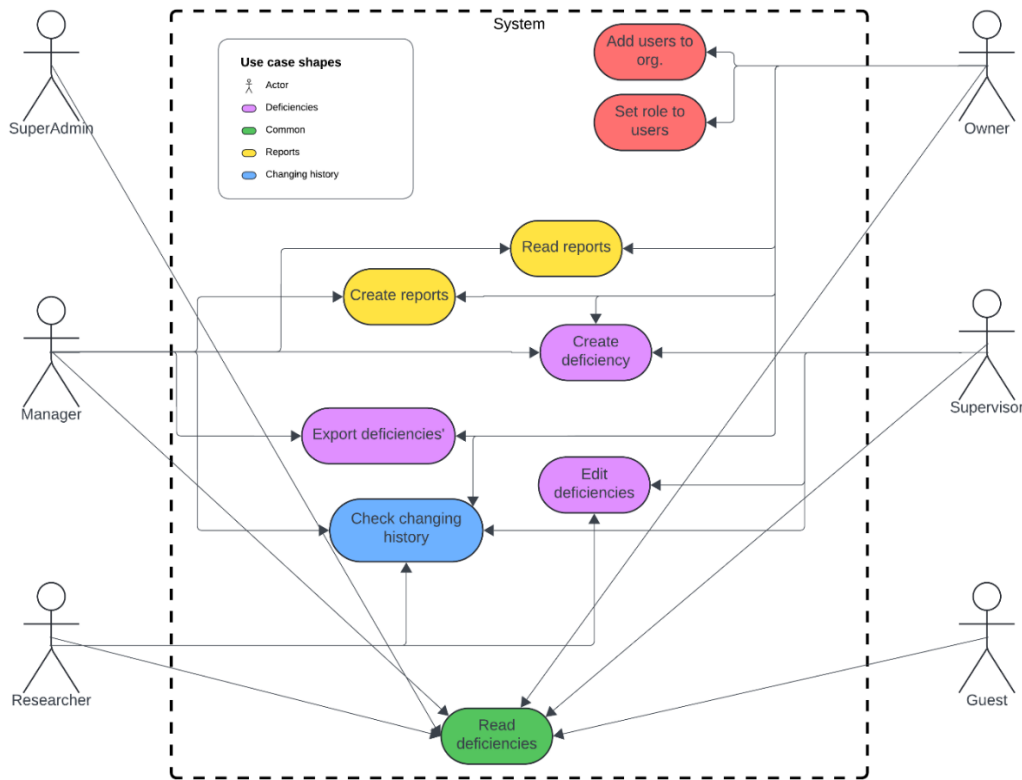 System
SuperAdmin
Owner
Use case shapes
Actor
Deficiencies
Common
Reports
Changing history
Add users to
org.
Set role to
users
Read reports
Create reports
Create
deficiency
Manager
Supervisor
Export deficiencies'
Edit
deficiencies
Check changing
history
Researcher
Guest
Read
deficiencies